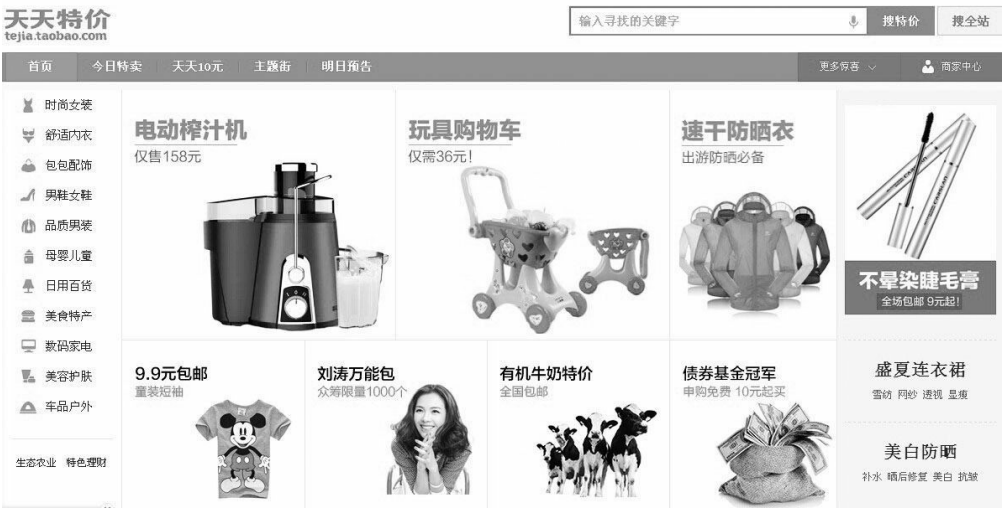 天天特价
tejia.taobao.com
输入寻找的关键字
搜特价
搜全站
首页 今日特卖 天天10元 主题街 明日预告
更多惊喜
商家中心
时尚女装
舒适内衣
包包配饰
男鞋女鞋
品质男装
母婴儿童
日用百货
美食特产
数码家电
美容护肤
车品户外
生态农业 特色理财
电动榨汁机
仅售158元
玩具购物车
仅需36元!
速干防晒衣
出游防晒必备
不晕染睫毛膏
全场包邮 9元起!
9.9元包邮
童装短袖
刘涛万能包
众筹限量1000个
有机牛奶特价
全国包邮
债券基金冠军
申购免费 10元起买
盛夏连衣裙
雪纺 网纱 透视 显瘦
美白防晒
补水 晒后修复 美白 抗皱